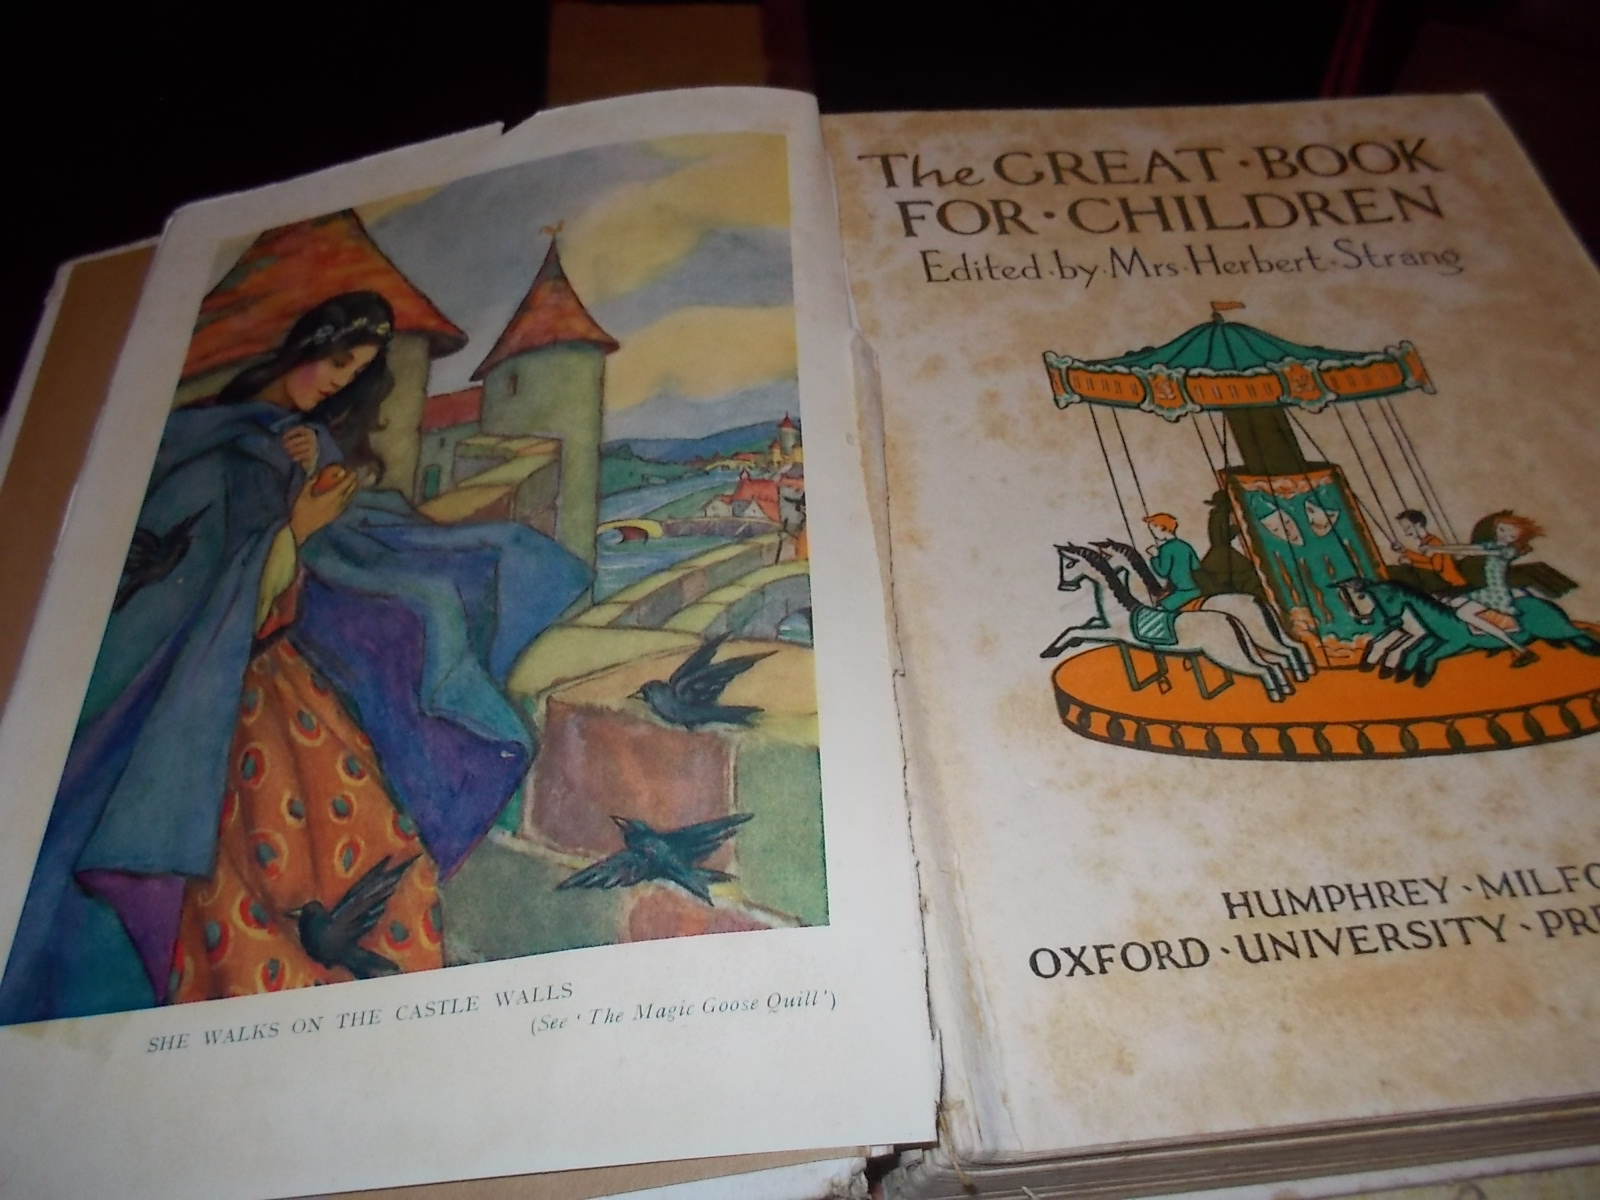 SHE WALKS ON THE CASTLE WALLS
(See ‘The Magic Goose Quill’)
The GREAT·BOOK
FOR·CHILDREN
Edited·by·Mrs·Herbert·Strang
HUMPHREY·MILFO
OXFORD·UNIVERSITY·PRE